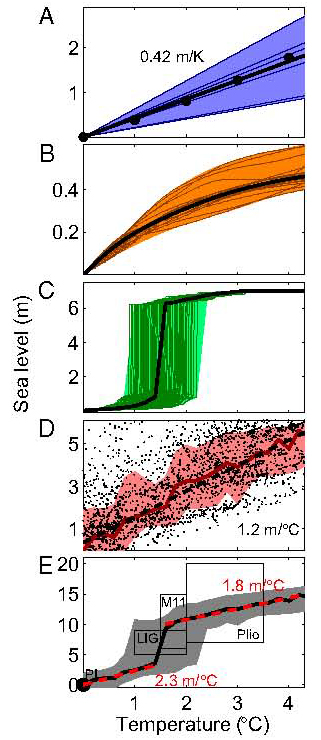 A
2
0.42 m/K
1
B
0.4
0.2
C
6
4
2
Sea level (m)
D
5
3
1
1.2 m/°C
E
20
15
10
5
0
1.8 m/°C
M11
LIG
Plio
PI
2.3 m/°C
0 1 2 3 4
Temperature (°C)